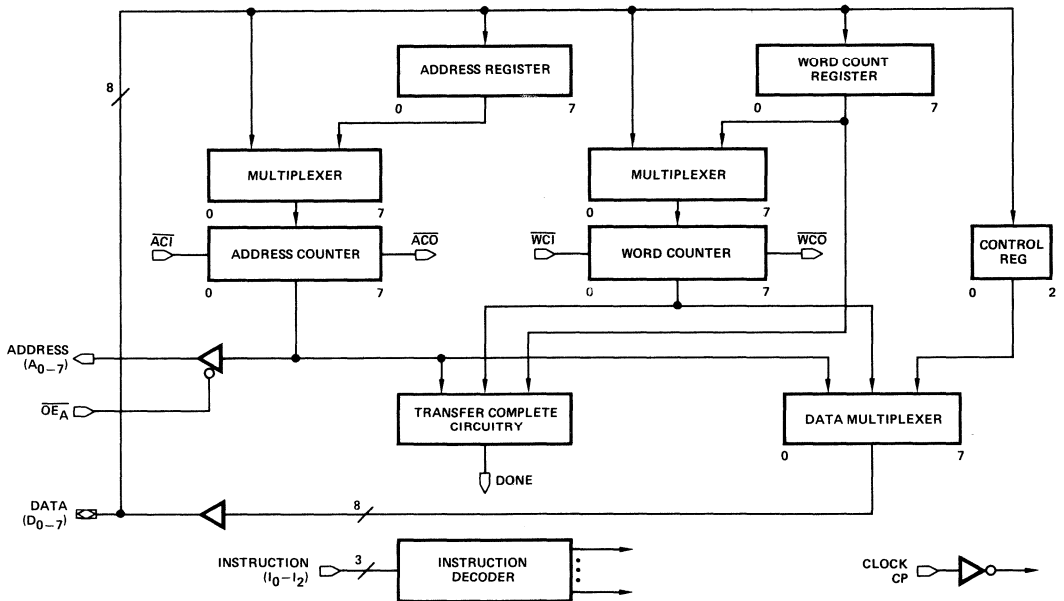 8
ADDRESS REGISTER
0 7
WORD COUNT
REGISTER
0 7
MULTIPLEXER
0 7
MULTIPLEXER
0 7
ACI
ADDRESS COUNTER
ACO
0 7
WCI
WORD COUNTER
WCO
0 7
CONTROL
REG
0 2
ADDRESS
(A0–7)
OEA
TRANSFER COMPLETE
CIRCUITRY
DATA MULTIPLEXER
0 7
DONE
DATA
(D0–7)
8
INSTRUCTION
(I0–I2)
3
INSTRUCTION
DECODER
CLOCK
CP